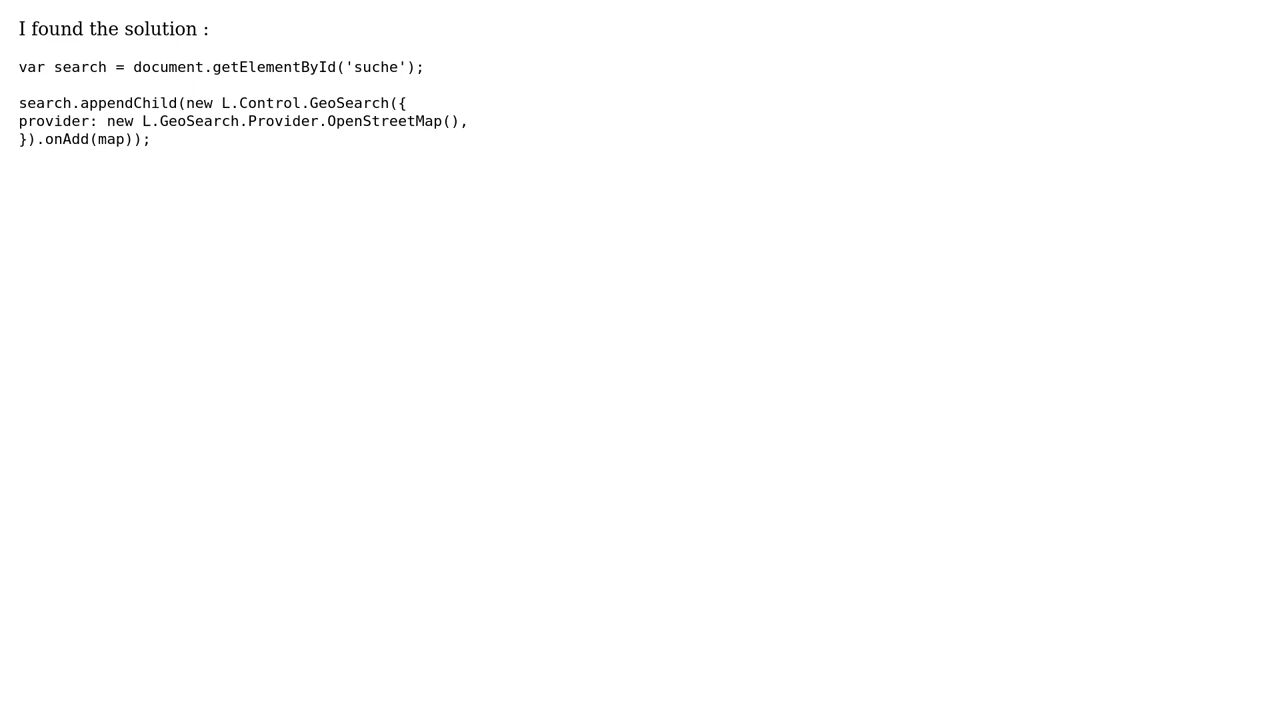 I found the solution :
var search = document.getElementById('suche');
search.appendChild(new L.Control.GeoSearch({
provider: new L.GeoSearch.Provider.OpenStreetMap(),
}).onAdd(map));